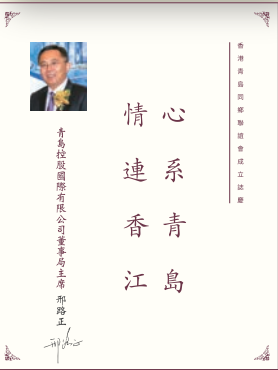 香港青島同鄉聯誼會成立誌慶
心系青島
情連香江
青島控股國際有限公司董事局主席 邢路正